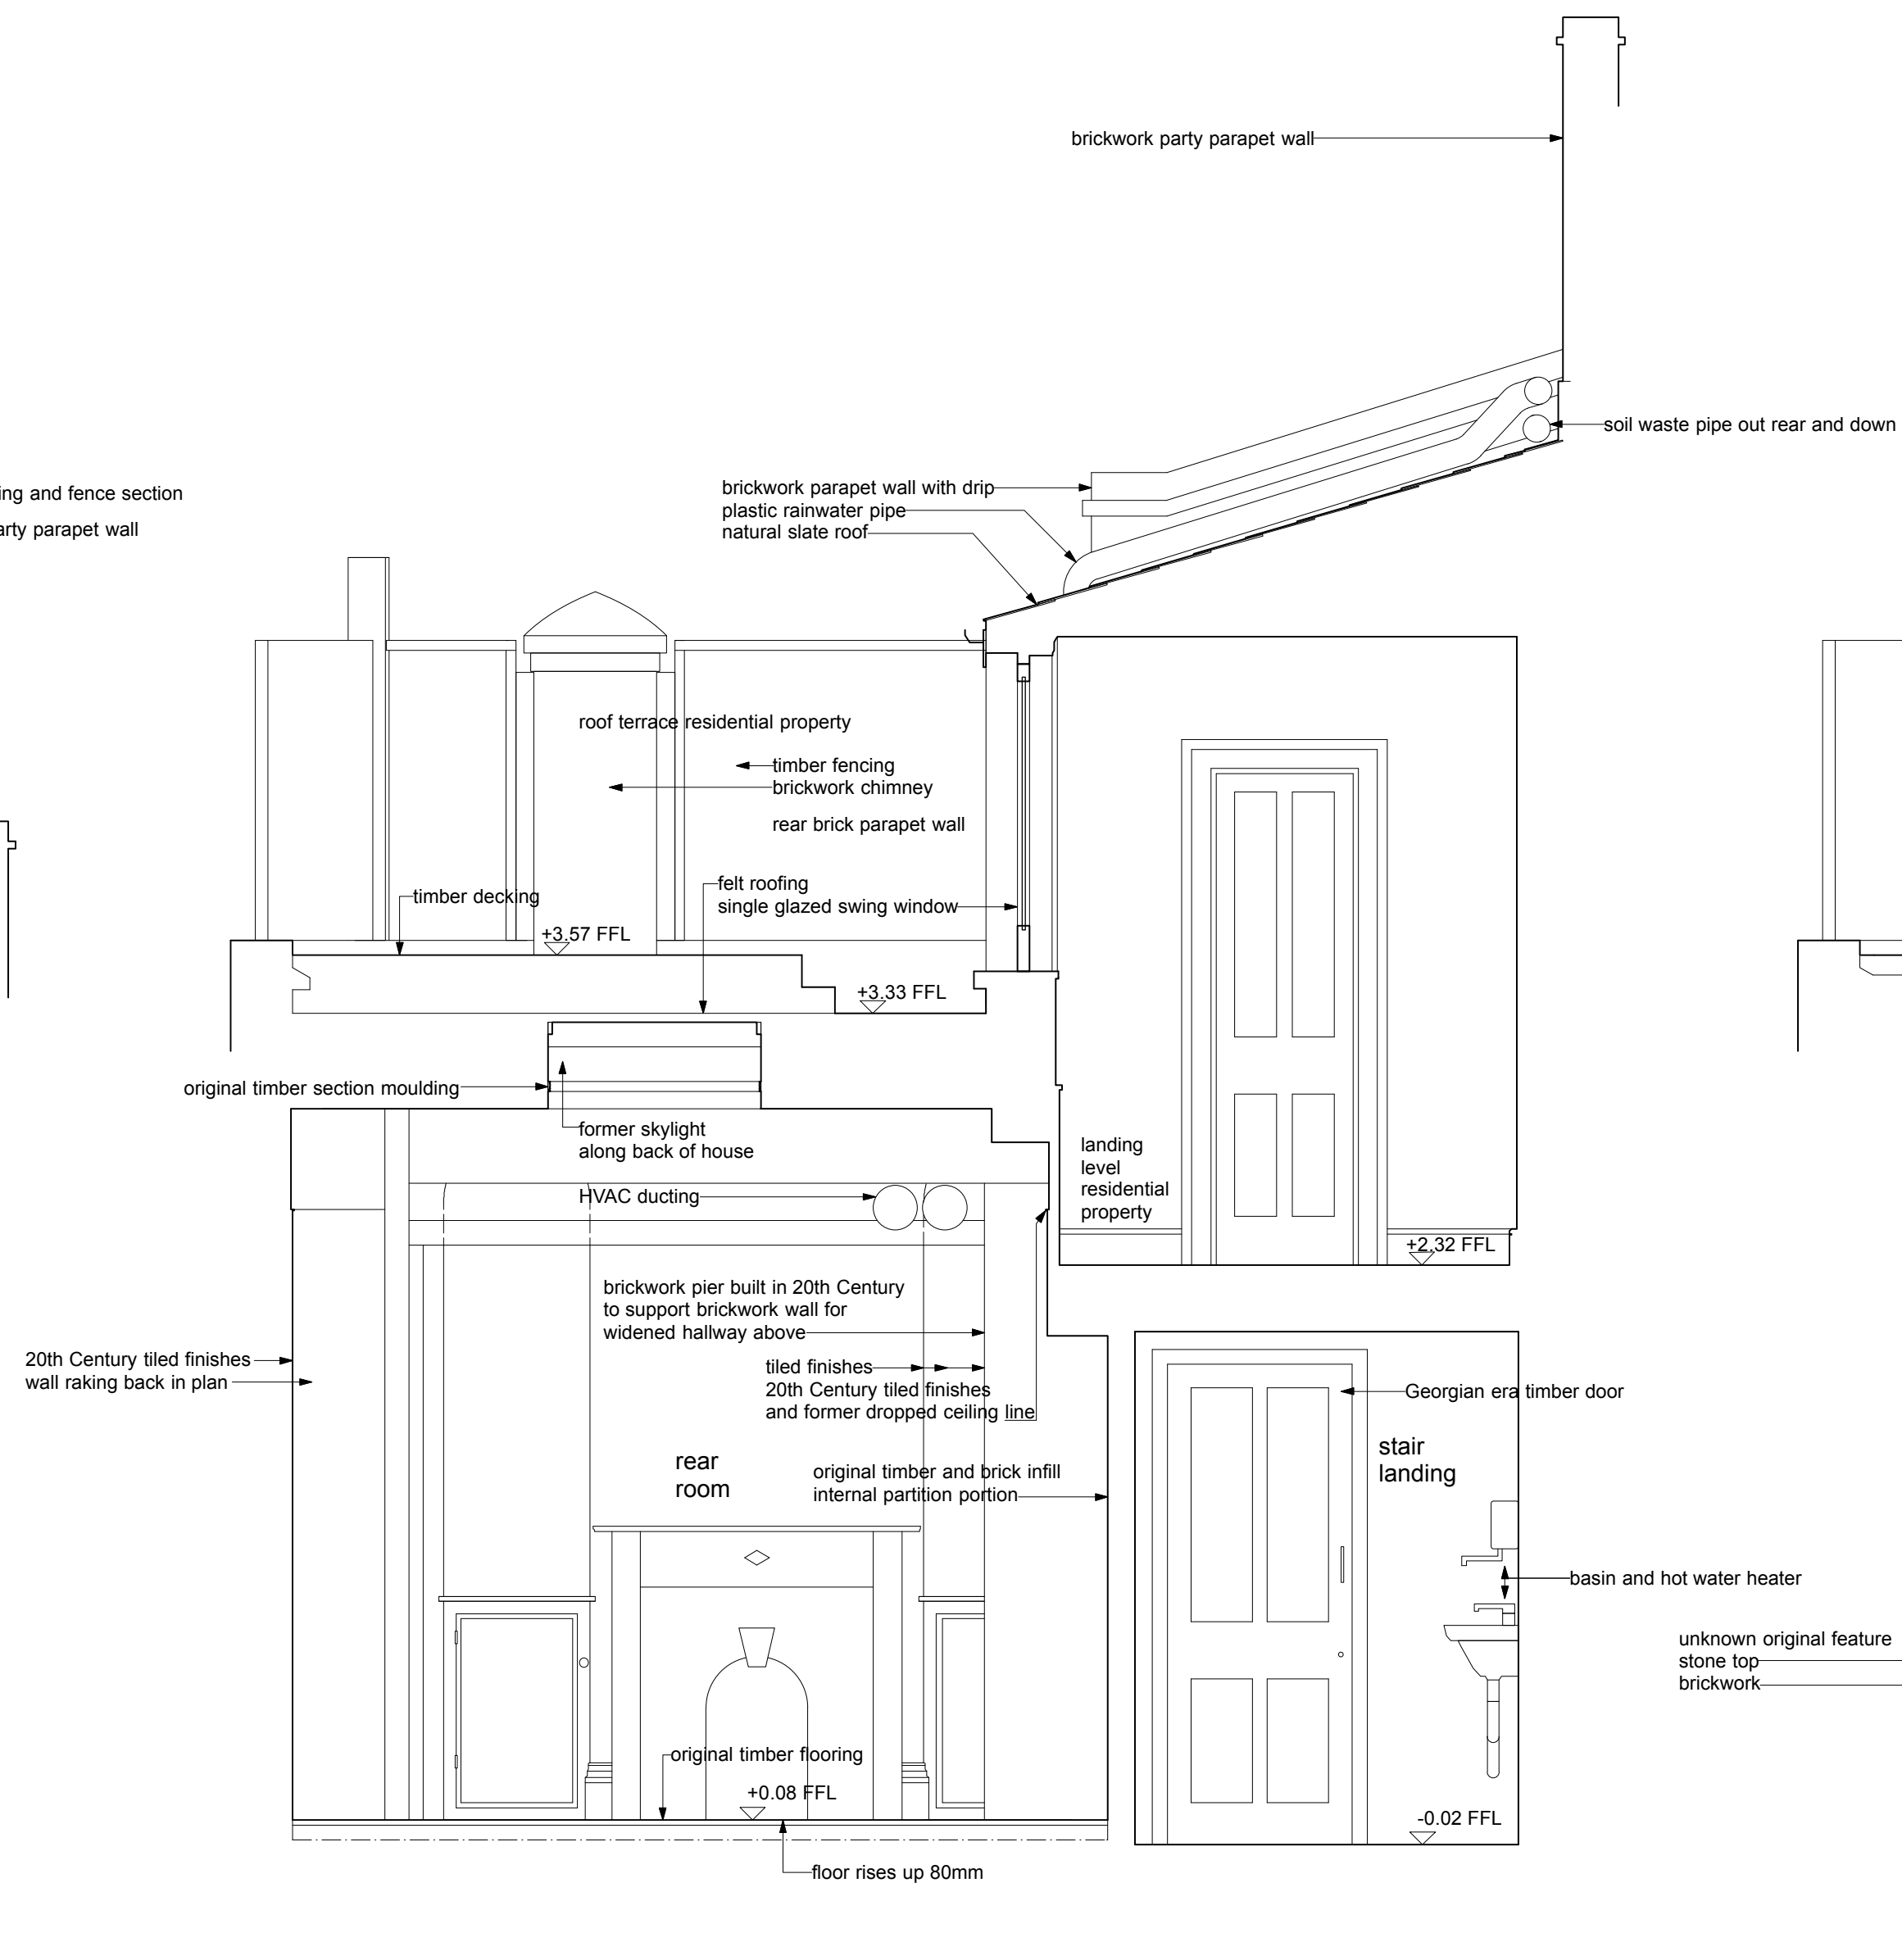 brickwork party parapet wall
soil waste pipe out rear and down
brickwork parapet wall with drip
plastic rainwater pipe
natural slate roof
ing and fence section
arty parapet wall
roof terrace residential property
timber fencing
brickwork chimney
rear brick parapet wall
timber decking
felt roofing
single glazed swing window
+3.57 FFL
+3.33 FFL
original timber section moulding
former skylight
along back of house
landing
level
residential
property
HVAC ducting
+2.32 FFL
brickwork pier built in 20th Century
to support brickwork wall for
widened hallway above
20th Century tiled finishes
wall raking back in plan
tiled finishes
20th Century tiled finishes
and former dropped ceiling line
Georgian era timber door
stair
landing
rear
room
original timber and brick infill
internal partition portion
basin and hot water heater
unknown original feature
stone top
brickwork
original timber flooring
+0.08 FFL
-0.02 FFL
floor rises up 80mm